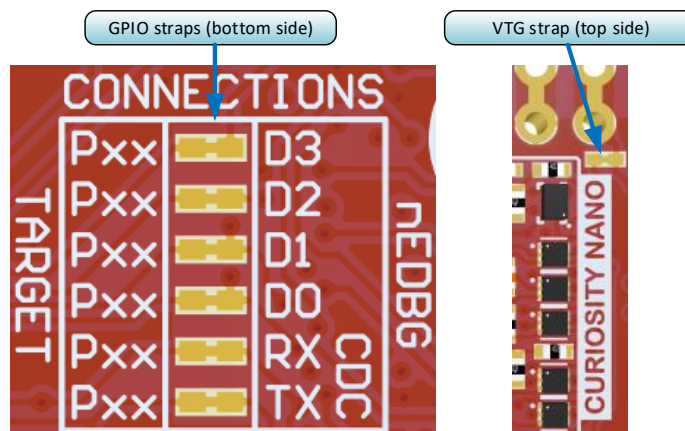 GPIO straps (bottom side)
VTG strap (top side)
CONNECTIONS
Pxx D3
Pxx D2
Pxx D1
Pxx D0
Pxx RX
Pxx TX
TARGET
nEDBG
CDC
CURIOSITY NANO